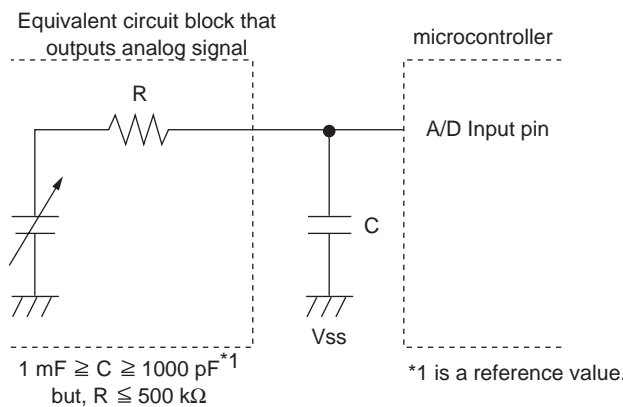 Equivalent circuit block that
outputs analog signal
microcontroller
R
A/D Input pin
C
Vss
1 mF ≧ C ≧ 1000 pF*1
but, R ≦ 500 kΩ
*1 is a reference value.